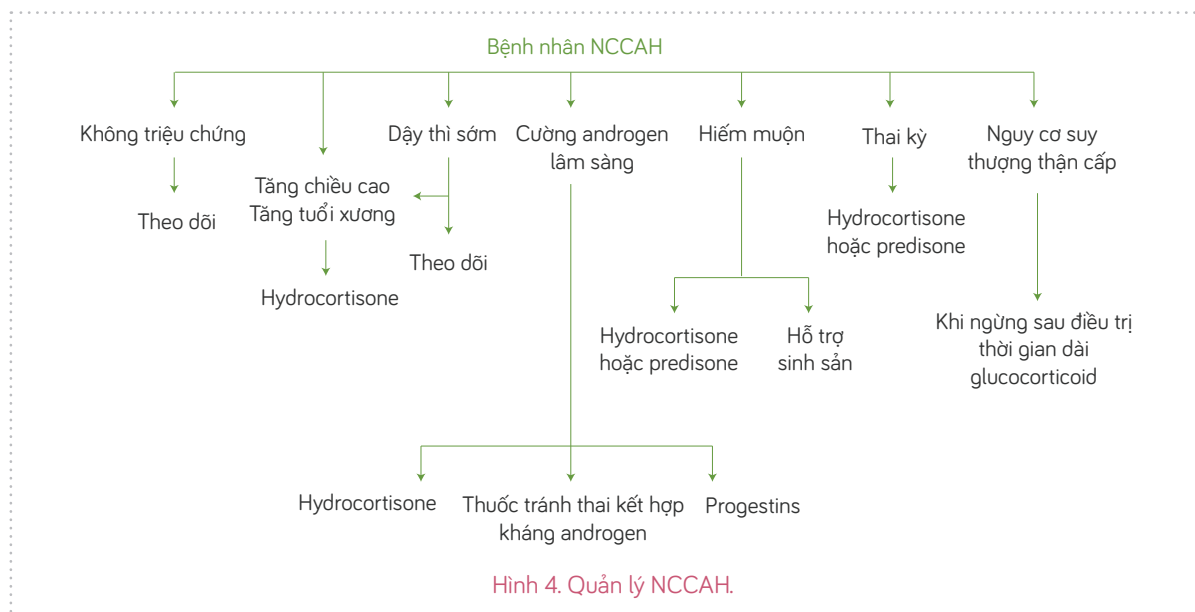 Bệnh nhân NCCAH
Không triệu chứng
Theo dõi
Tăng chiều cao
Tăng tuổi xương
Hydrocortisone
Dậy thì sớm
Theo dõi
Cường androgen
lâm sàng
Hydrocortisone
Thuốc tránh thai kết hợp
kháng androgen
Progestins
Hiếm muộn
Hydrocortisone
hoặc predisone
Hỗ trợ
sinh sản
Thai kỳ
Hydrocortisone
hoặc predisone
Nguy cơ suy
thượng thận cấp
Khi ngừng sau điều trị
thời gian dài
glucocorticoid
Hình 4. Quản lý NCCAH.